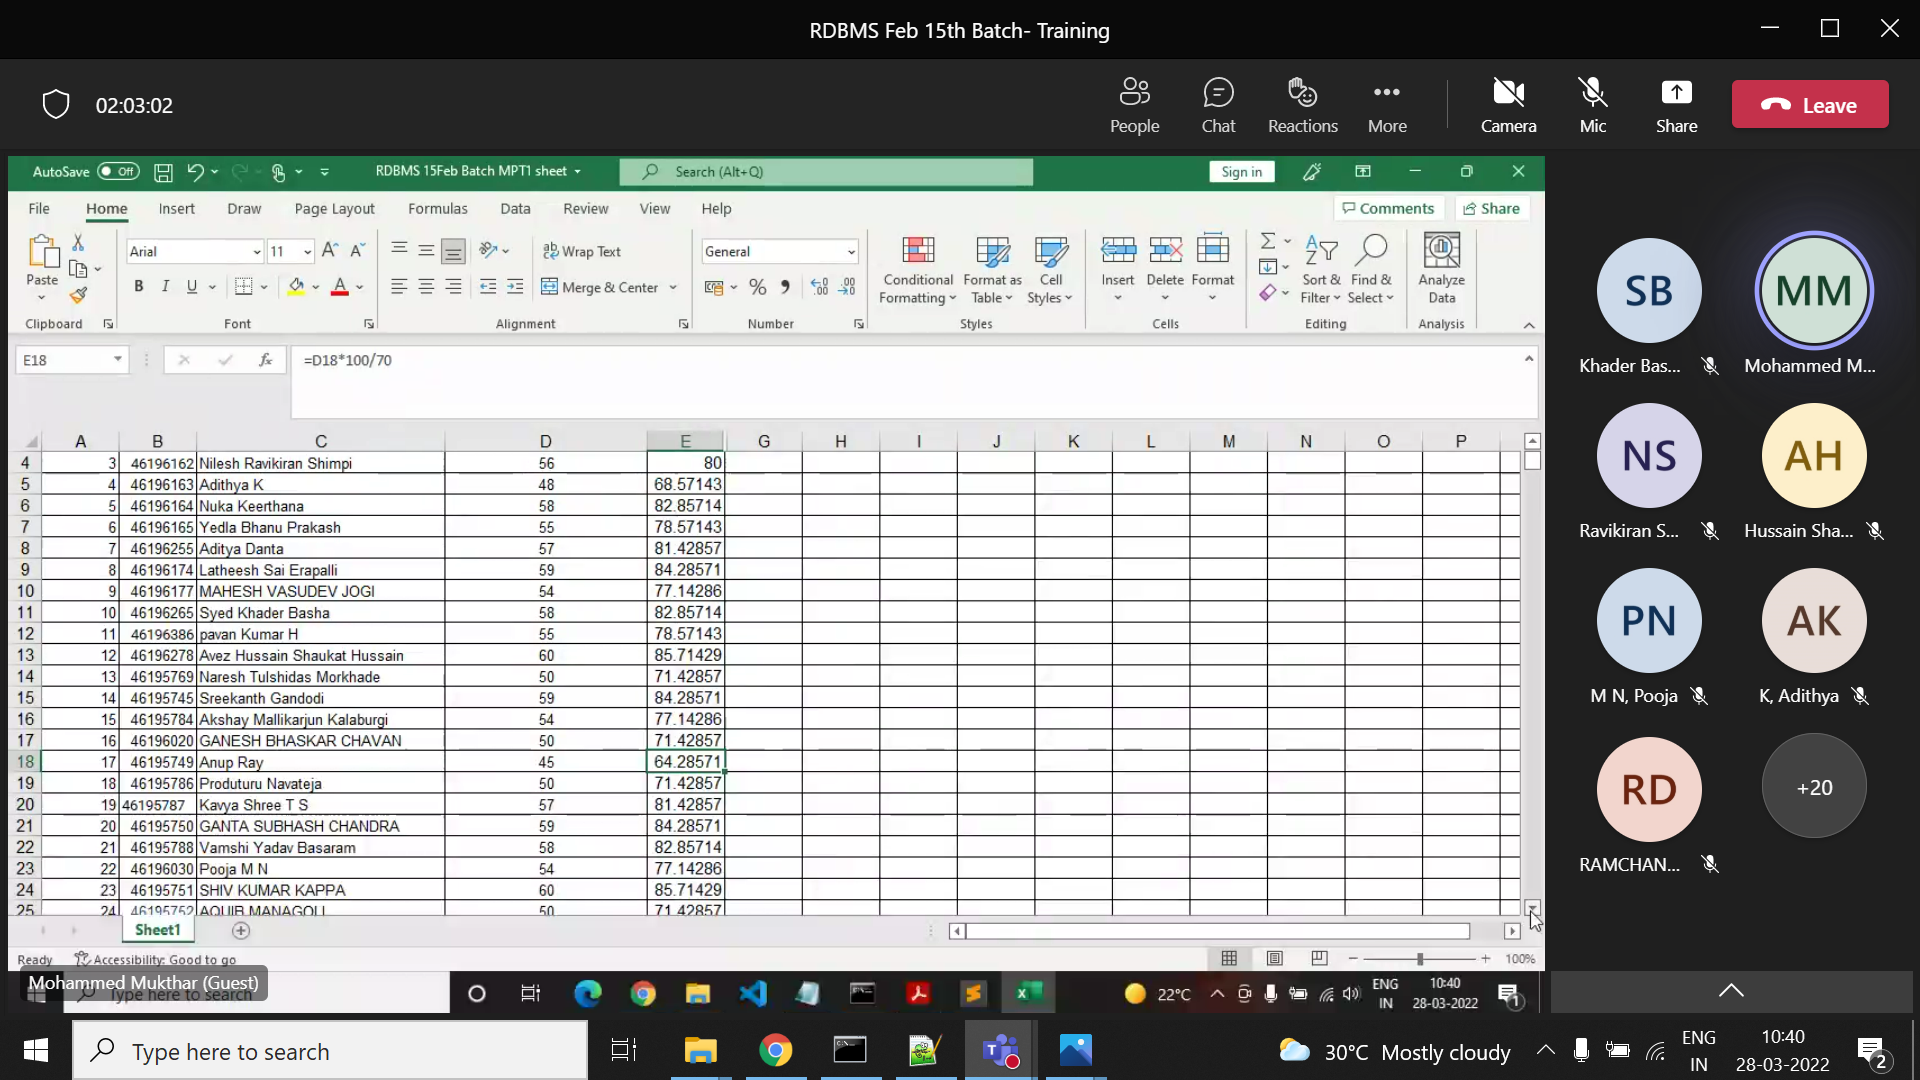 RDBMS Feb 15th Batch- Training
02:03:02
People
Chat
Reactions
More
Camera
Mic
Share
Leave
AutoSave
Off
RDBMS 15Feb Batch MPT1 sheet
Search (Alt+Q)
Sign in
File
Home
Insert
Draw
Page Layout
Formulas
Data
Review
View
Help
Comments
Share
Paste
Clipboard
Arial
11
B I U
Font
Wrap Text
Merge & Center
Alignment
General
Number
Conditional Formatting
Format as Table
Cell Styles
Styles
Insert
Delete
Format
Cells
Sort & Filter
Find & Select
Editing
Analyze Data
Analysis
E18
fx
=D18*100/70
A B C D E G H I J K L M N O P
4 3 46196162 Nilesh Ravikiran Shimpi 56 80
5 4 46196163 Adithya K 48 68.57143
6 5 46196164 Nuka Keerthana 58 82.85714
7 6 46196165 Yedla Bhanu Prakash 55 78.57143
8 7 46196255 Aditya Danta 57 81.42857
9 8 46196174 Latheesh Sai Erapalli 59 84.28571
10 9 46196177 MAHESH VASUDEV JOGI 54 77.14286
11 10 46196265 Syed Khader Basha 58 82.85714
12 11 46196386 pavan Kumar H 55 78.57143
13 12 46196278 Avez Hussain Shaukat Hussain 60 85.71429
14 13 46195769 Naresh Tulshidas Morkhade 50 71.42857
15 14 46195745 Sreekanth Gandodi 59 84.28571
16 15 46195784 Akshay Mallikarjun Kalaburgi 54 77.14286
17 16 46196020 GANESH BHASKAR CHAVAN 50 71.42857
18 17 46195749 Anup Ray 45 64.28571
19 18 46195786 Produturu Navateja 50 71.42857
20 19 46195787 Kavya Shree T S 57 81.42857
21 20 46195750 GANTA SUBHASH CHANDRA 59 84.28571
22 21 46195788 Vamshi Yadav Basaram 58 82.85714
23 22 46196030 Pooja M N 54 77.14286
24 23 46195751 SHIV KUMAR KAPPA 60 85.71429
25 24 46195752 AQUIB MANAGOLI 50 71.42857
Sheet1
Ready
Accessibility: Good to go
100%
Mohammed Mukthar (Guest)
Type here to search
22°C
ENG
IN
10:40
28-03-2022
1
SB
Khader Bas...
MM
Mohammed M...
NS
Ravikiran S...
AH
Hussain Sha...
PN
M N, Pooja
AK
K, Adithya
RD
RAMCHAN...
+20
Type here to search
30°C Mostly cloudy
ENG
IN
10:40
28-03-2022
2